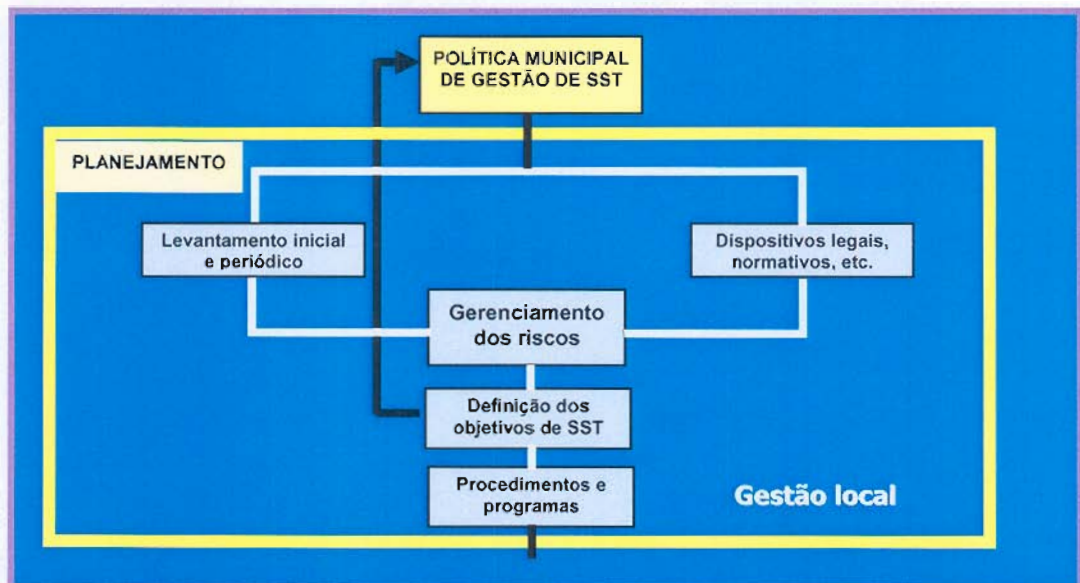 POLÍTICA MUNICIPAL
DE GESTÃO DE SST
PLANEJAMENTO
Levantamento inicial
e periódico
Dispositivos legais,
normativos, etc.
Gerenciamento
dos riscos
Definição dos
objetivos de SST
Procedimentos e
programas
Gestão local